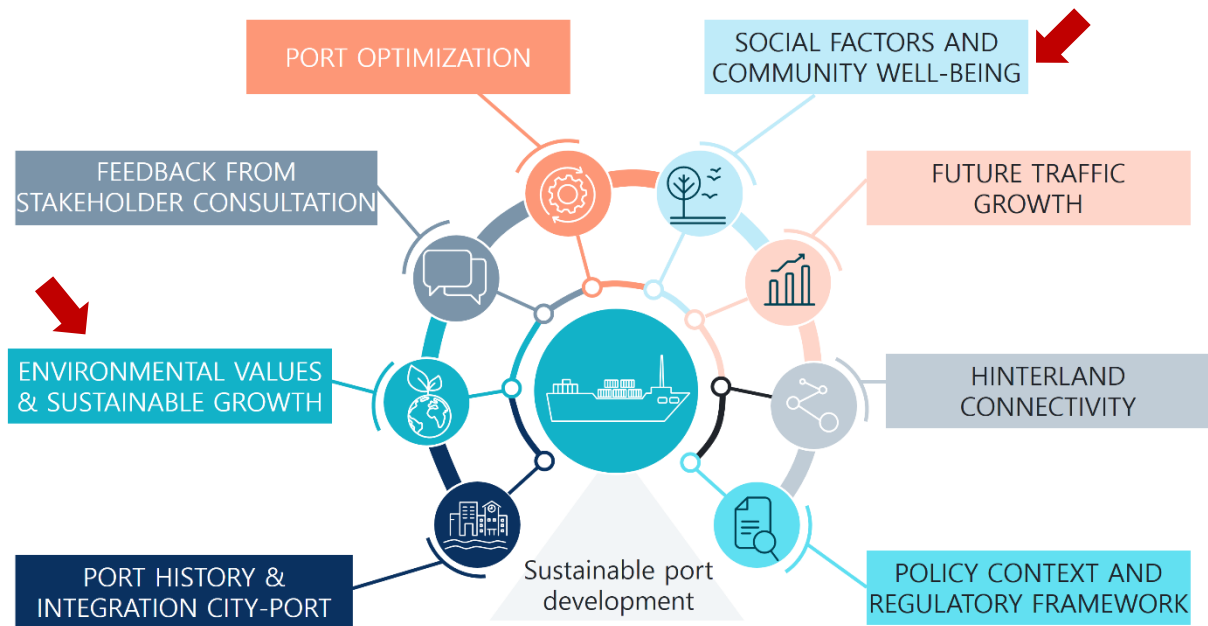 PORT OPTIMIZATION
SOCIAL FACTORS AND
COMMUNITY WELL-BEING
FEEDBACK FROM
STAKEHOLDER CONSULTATION
FUTURE TRAFFIC
GROWTH
ENVIRONMENTAL VALUES
& SUSTAINABLE GROWTH
HINTERLAND
CONNECTIVITY
PORT HISTORY &
INTEGRATION CITY-PORT
Sustainable port
development
POLICY CONTEXT AND
REGULATORY FRAMEWORK